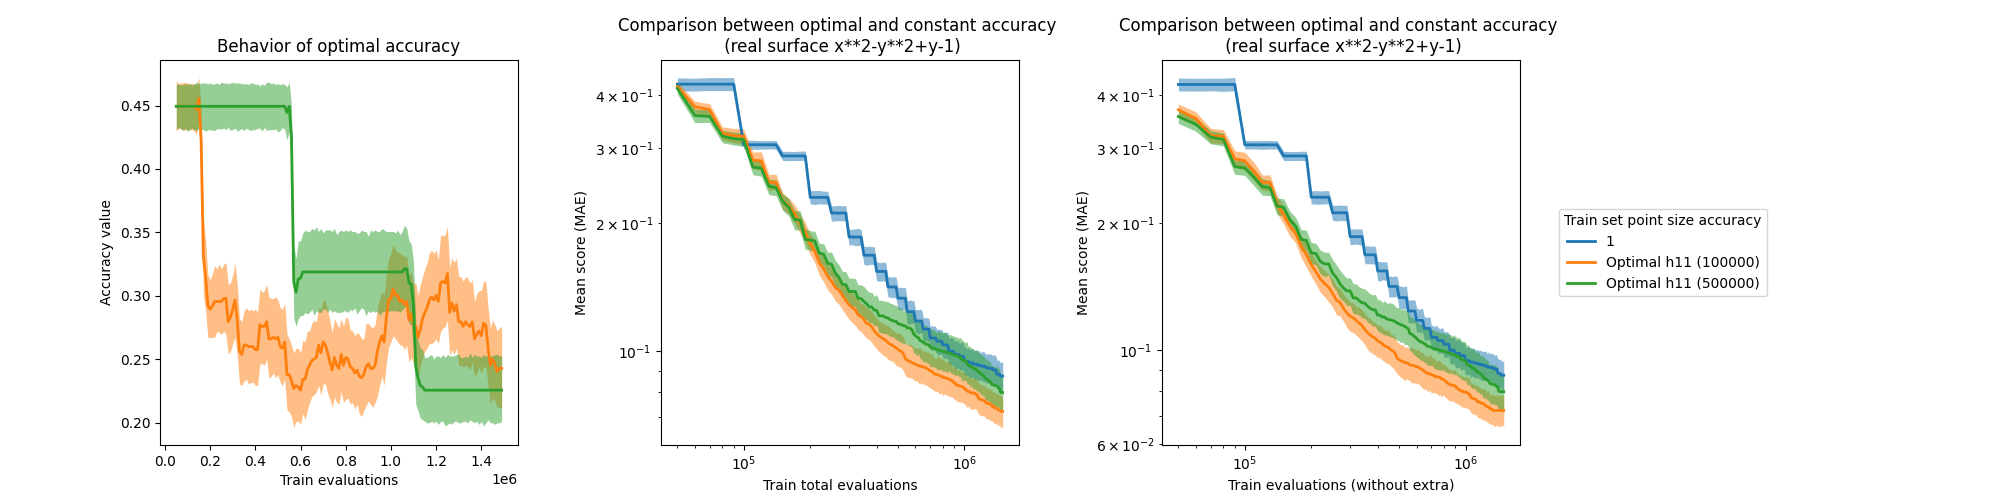 Behavior of optimal accuracy
Accuracy value
0.45
0.40
0.35
0.30
0.25
0.20
0.0 0.2 0.4 0.6 0.8 1.0 1.2 1.4
1e6
Train evaluations
Comparison between optimal and constant accuracy
(real surface x**2-y**2+y-1)
Mean score (MAE)
4 × 10⁻¹
3 × 10⁻¹
2 × 10⁻¹
10⁻¹
10⁵ 10⁶
Train total evaluations
Comparison between optimal and constant accuracy
(real surface x**2-y**2+y-1)
Mean score (MAE)
4 × 10⁻¹
3 × 10⁻¹
2 × 10⁻¹
10⁻¹
6 × 10⁻²
10⁵ 10⁶
Train evaluations (without extra)
Train set point size accuracy
1
Optimal h11 (100000)
Optimal h11 (500000)